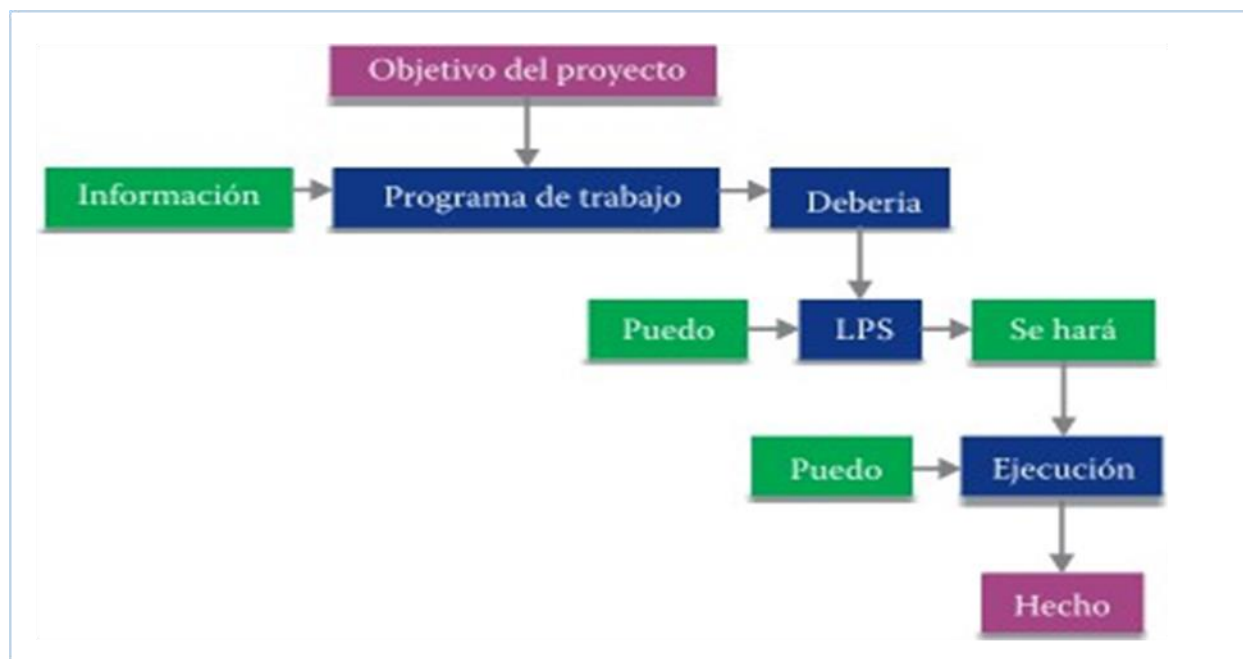 Objetivo del proyecto
Información
Programa de trabajo
Deberia
Puedo
LPS
Se hará
Puedo
Ejecución
Hecho